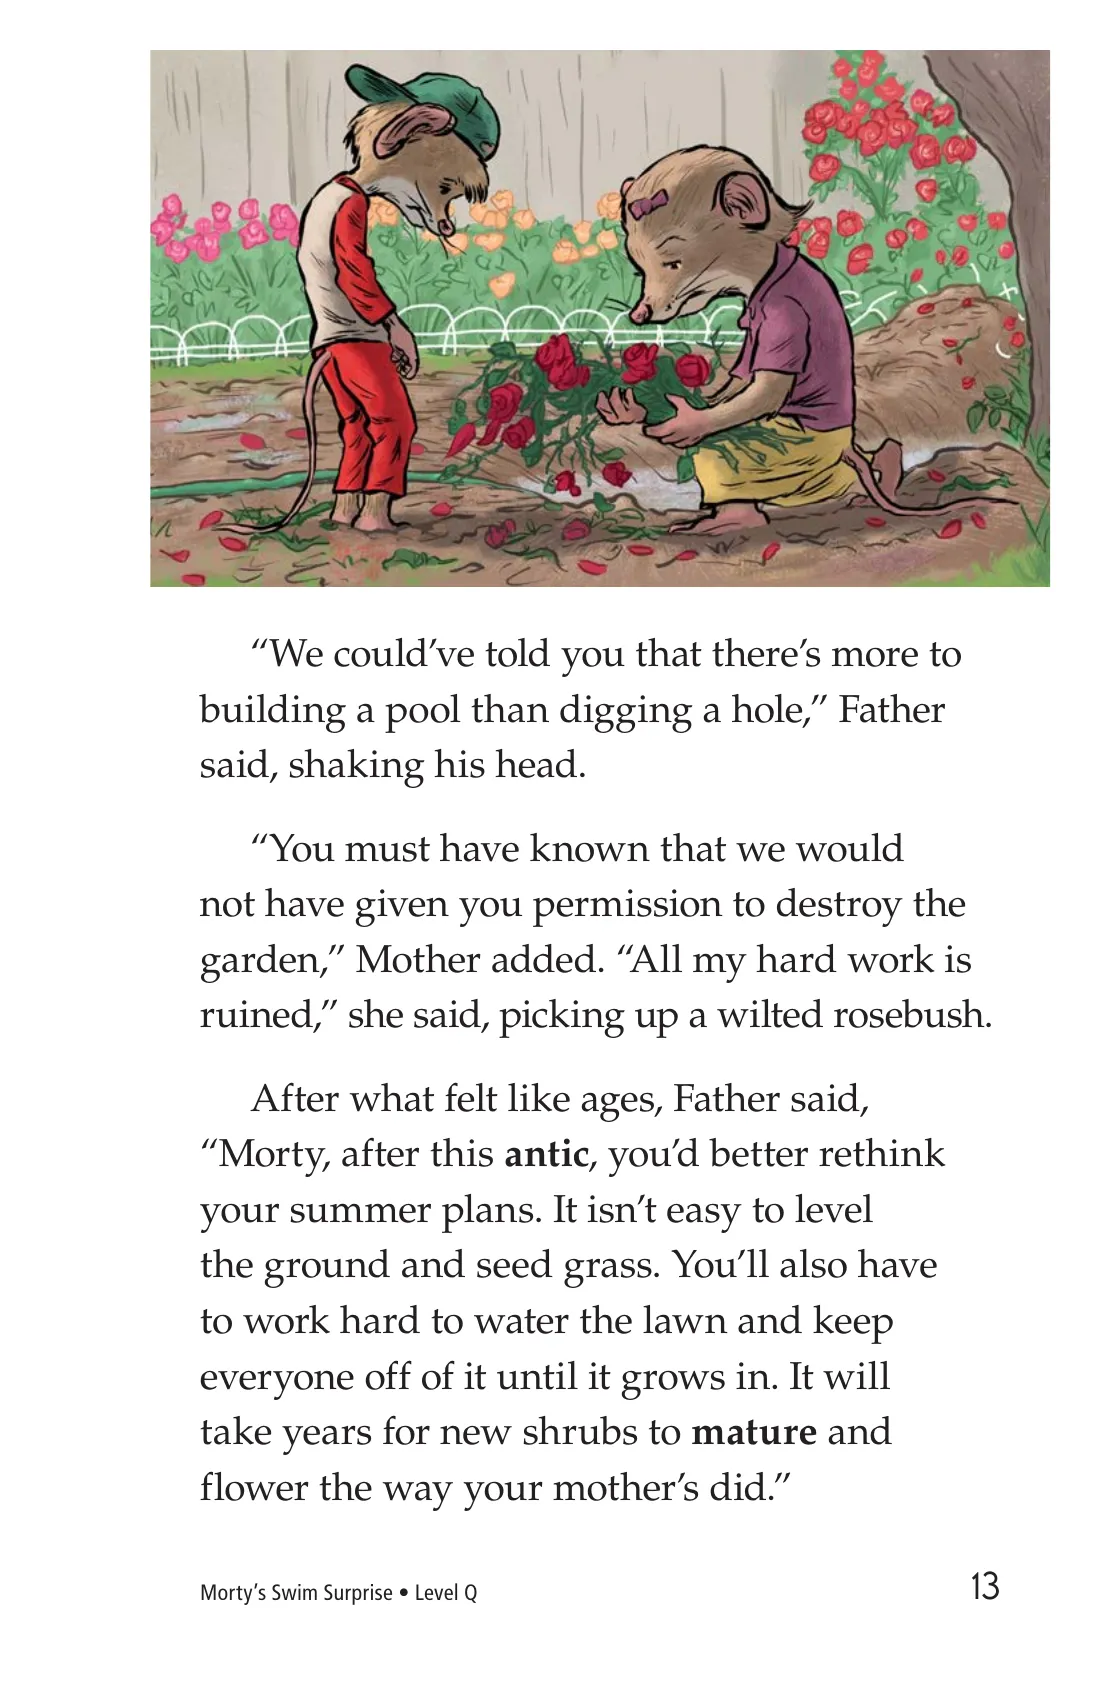 “We could’ve told you that there’s more to
building a pool than digging a hole,” Father
said, shaking his head.
“You must have known that we would
not have given you permission to destroy the
garden,” Mother added. “All my hard work is
ruined,” she said, picking up a wilted rosebush.
After what felt like ages, Father said,
“Morty, after this antic, you’d better rethink
your summer plans. It isn’t easy to level
the ground and seed grass. You’ll also have
to work hard to water the lawn and keep
everyone off of it until it grows in. It will
take years for new shrubs to mature and
flower the way your mother’s did.”
Morty’s Swim Surprise • Level Q
13